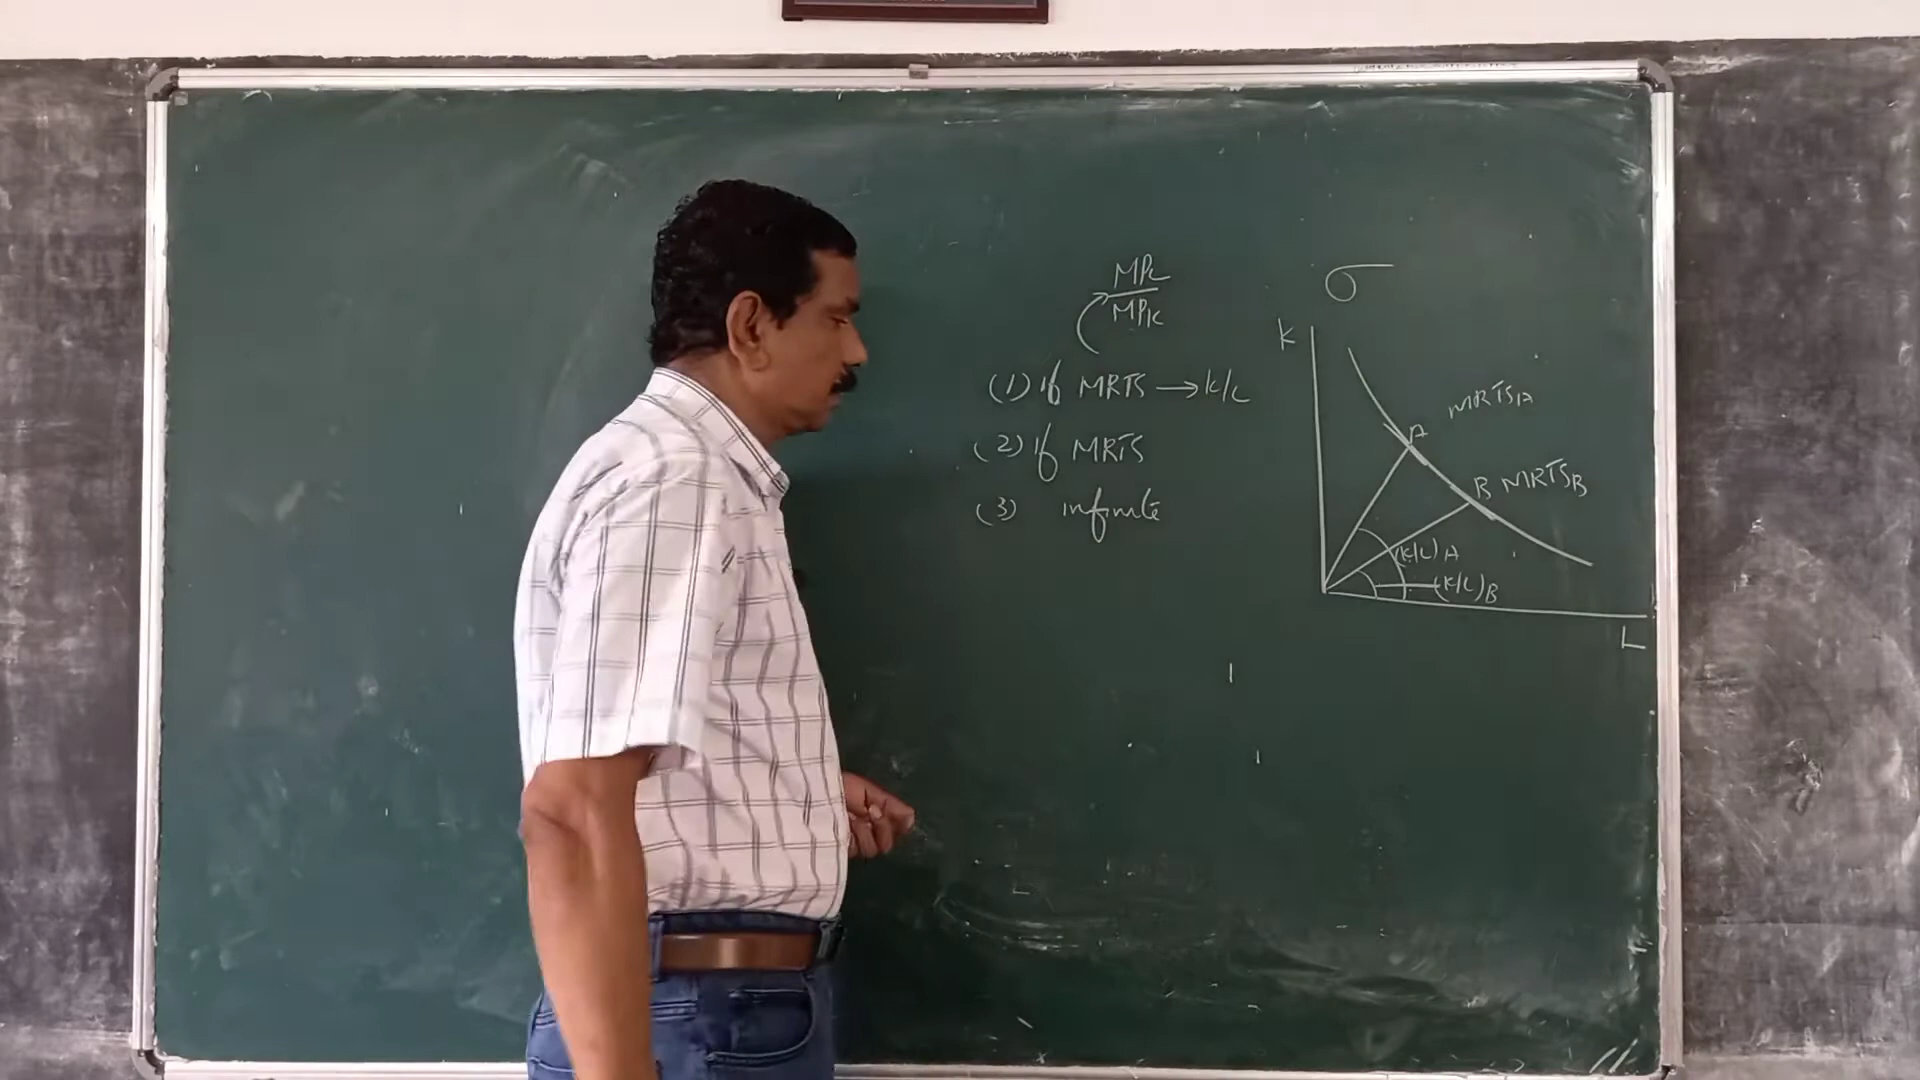 MPL
MPK
(1) If MRTS → K/L
(2) If MRTS
(3) infinite
σ
K
A MRTSA
B MRTSB
(K/L) A
(K/L) B
L